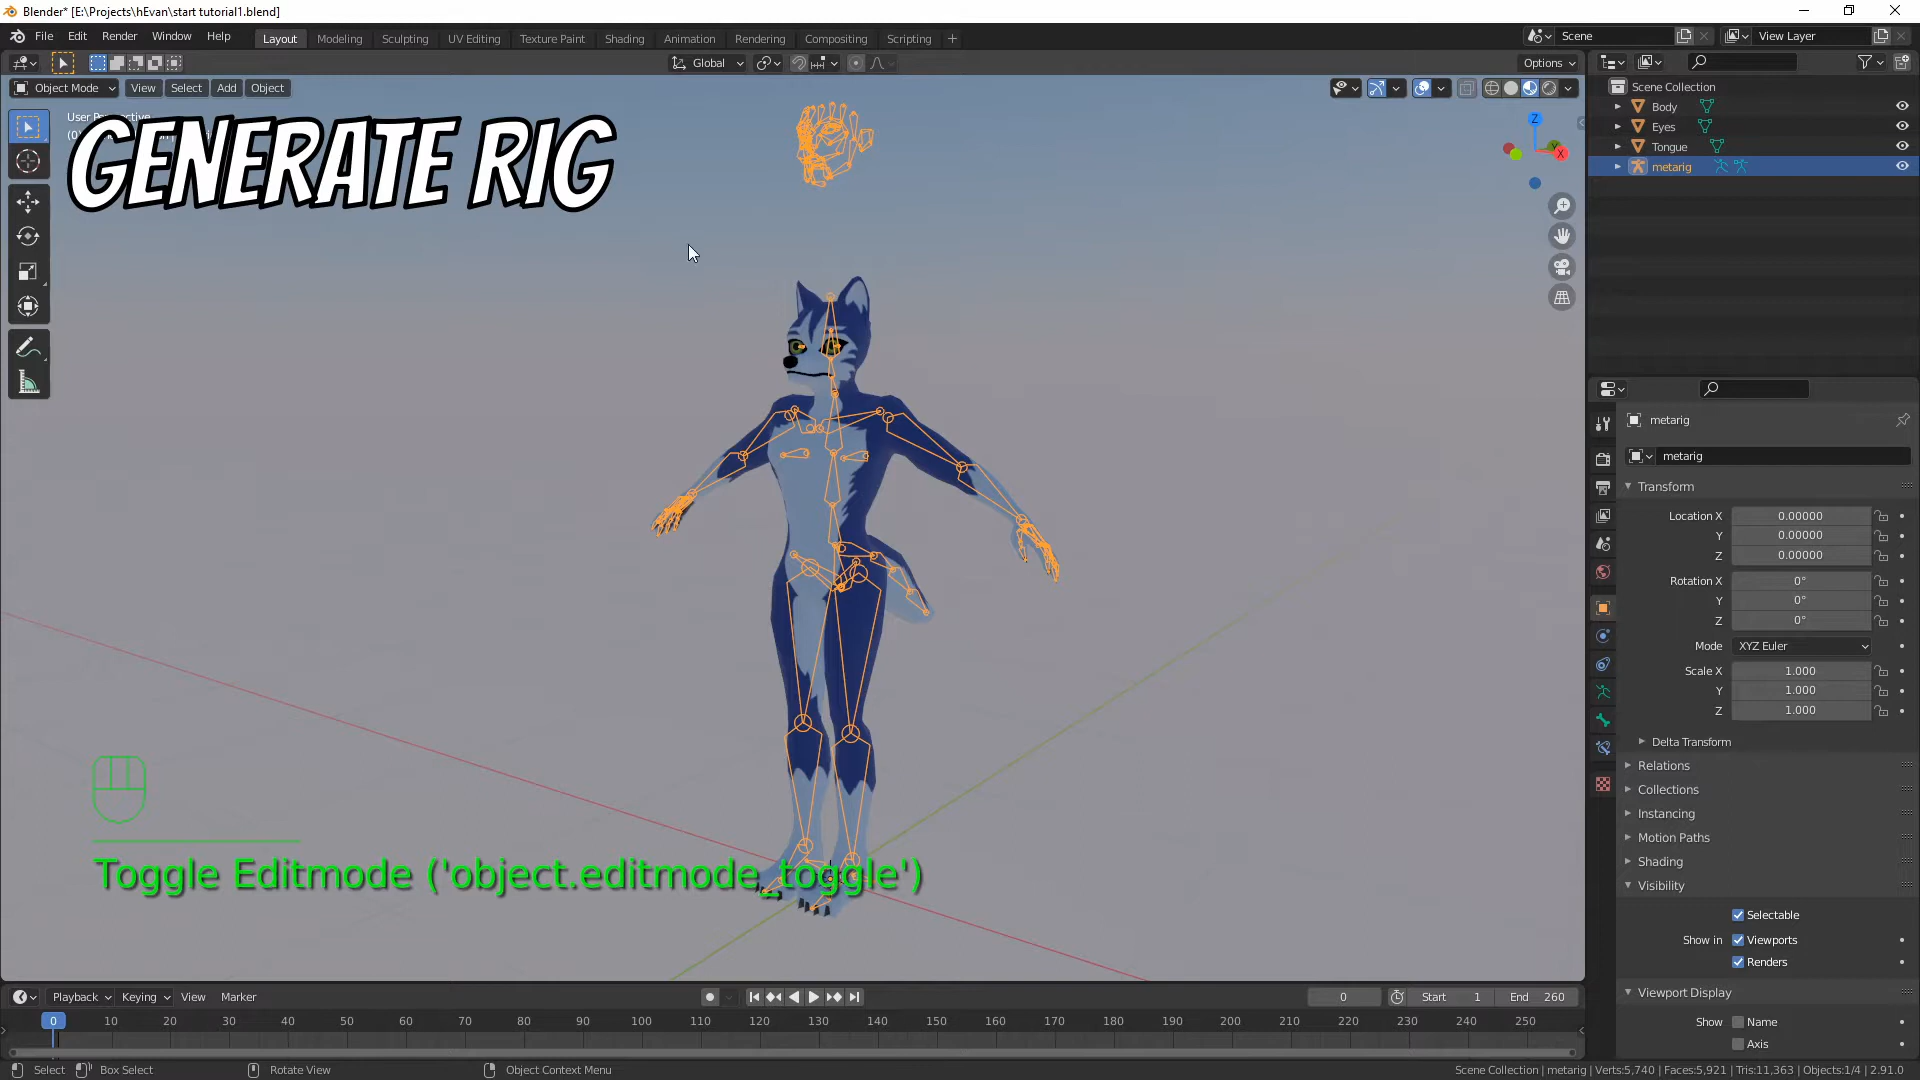 Blender* [E:\Projects\hEvan\start tutorial1.blend]
File Edit Render Window Help Layout Modeling Sculpting UV Editing Texture Paint Shading Animation Rendering Compositing Scripting + Scene View Layer
Global Options
Object Mode View Select Add Object
GENERATE RIG
Z
Y
X
Scene Collection
Body
Eyes
Tongue
metarig
metarig
metarig
Transform
Location X 0.00000
Y 0.00000
Z 0.00000
Rotation X 0°
Y 0°
Z 0°
Mode XYZ Euler
Scale X 1.000
Y 1.000
Z 1.000
Delta Transform
Relations
Collections
Instancing
Motion Paths
Shading
Visibility
Selectable
Show in Viewports
Renders
Viewport Display
Show Name
Axis
Toggle Editmode ('object.editmode_toggle')
Playback Keying View Marker 0 Start 1 End 260
0 10 20 30 40 50 60 70 80 90 100 110 120 130 140 150 160 170 180 190 200 210 220 230 240 250
Select Box Select Rotate View Object Context Menu Scene Collection | metarig | Verts:5,740 | Faces:5,921 | Tris:11,363 | Objects:1/4 | 2.91.0